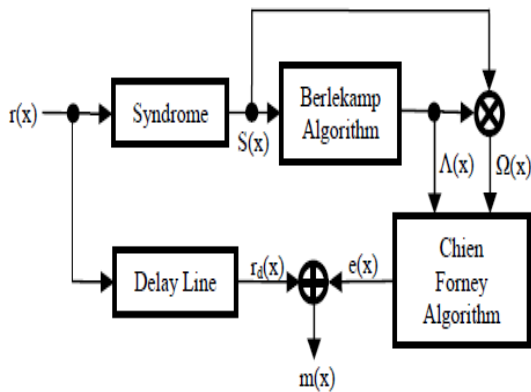 r(x)
Syndrome
S(x)
Berlekamp
Algorithm
Λ(x)
Ω(x)
Delay Line
r_d(x)
e(x)
Chien
Forney
Algorithm
m(x)